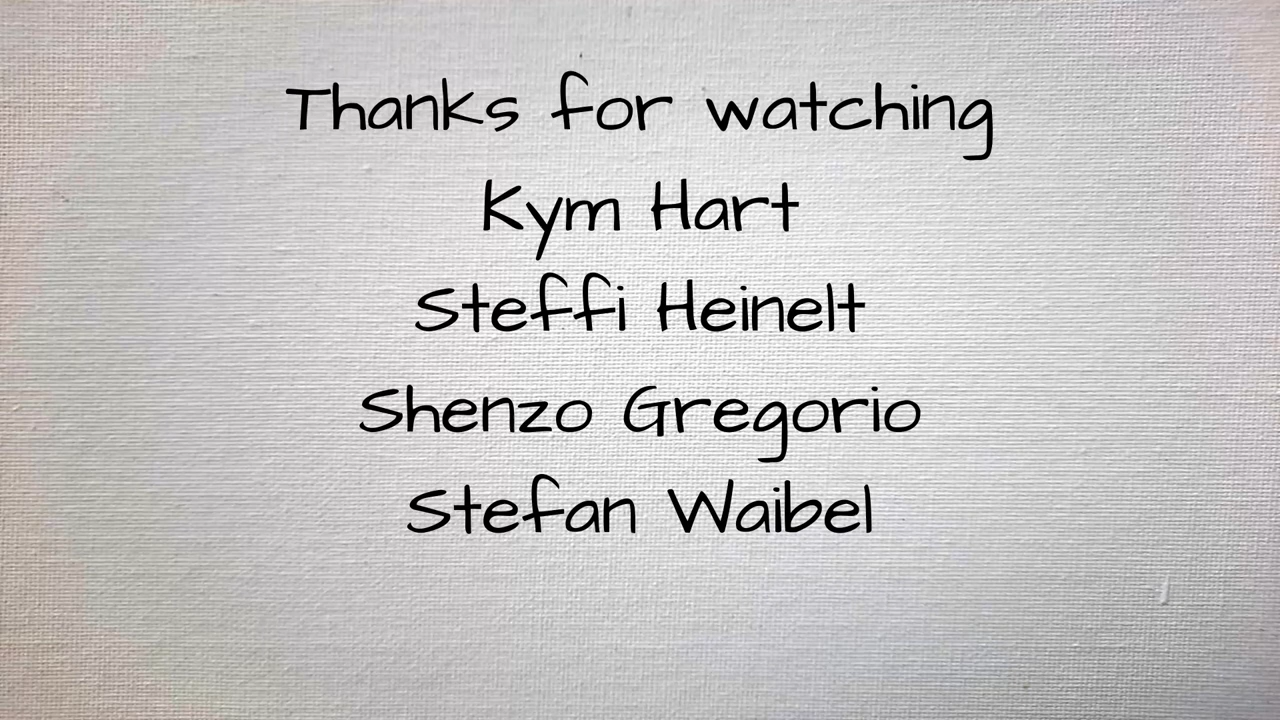 Thanks for watching
Kym Hart
Steffi Heinelt
Shenzo Gregorio
Stefan Waibel